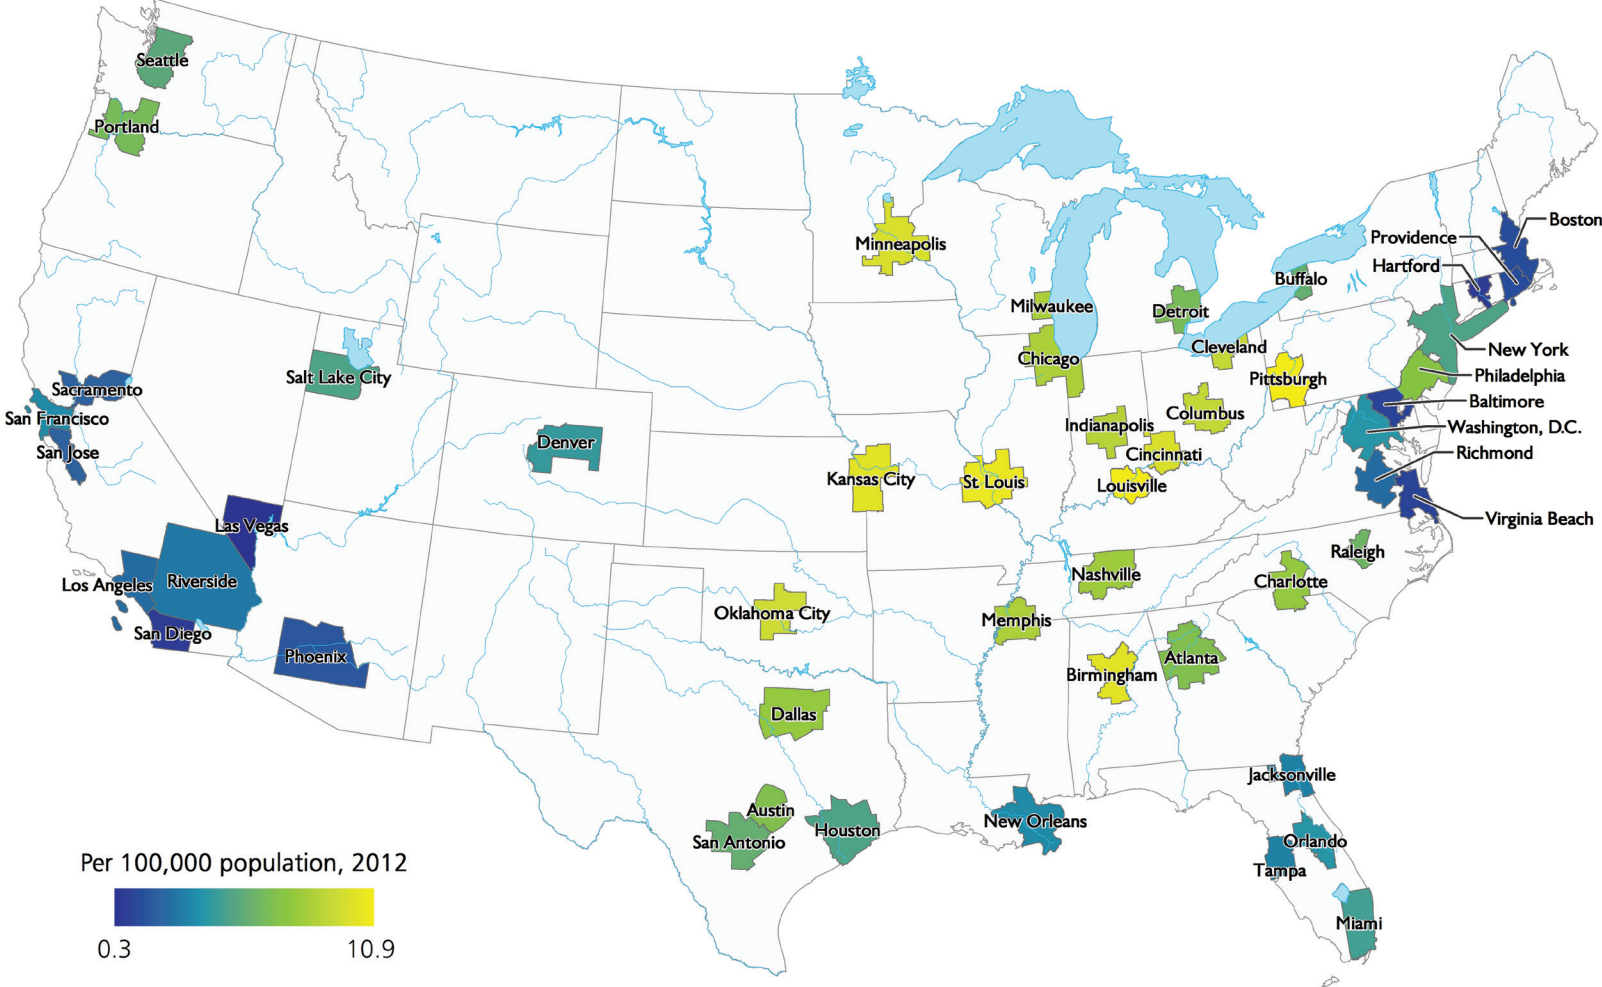 Seattle
Portland
Minneapolis
Boston
Providence
Hartford
Buffalo
Milwaukee
Detroit
Cleveland
New York
Chicago
Philadelphia
Salt Lake City
Pittsburgh
Sacramento
Baltimore
San Francisco
Columbus
Indianapolis
Washington, D.C.
Denver
San Jose
Cincinnati
Richmond
Kansas City
St Louis
Louisville
Virginia Beach
Las Vegas
Raleigh
Los Angeles
Riverside
Nashville
Charlotte
Oklahoma City
Memphis
San Diego
Phoenix
Atlanta
Birmingham
Dallas
Jacksonville
Austin
New Orleans
Houston
San Antonio
Orlando
Tampa
Miami
Per 100,000 population, 2012
0.3
10.9